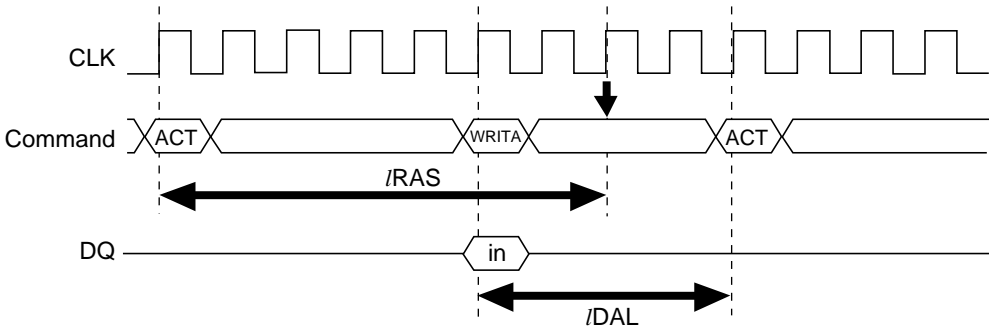 CLK
Command ACT WRITA ACT
lRAS
DQ in
lDAL